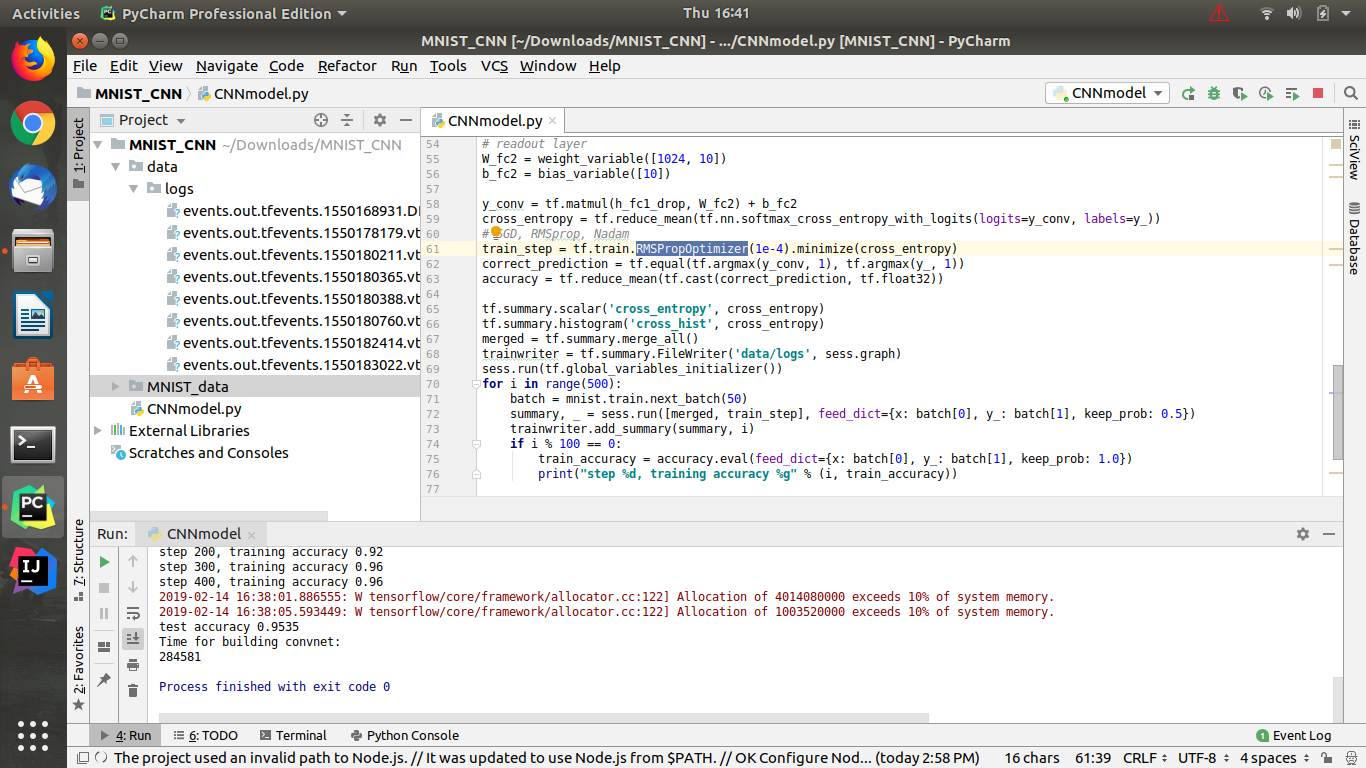 Activities PyCharm Professional Edition Thu 16:41
MNIST_CNN [~/Downloads/MNIST_CNN] - .../CNNmodel.py [MNIST_CNN] - PyCharm
File Edit View Navigate Code Refactor Run Tools VCS Window Help
MNIST_CNN CNNmodel.py CNNmodel
1: Project
7: Structure
2: Favorites
Project
MNIST_CNN ~/Downloads/MNIST_CNN
data
logs
events.out.tfevents.1550168931.D
events.out.tfevents.1550178179.vt
events.out.tfevents.1550180211.vt
events.out.tfevents.1550180365.vt
events.out.tfevents.1550180388.vt
events.out.tfevents.1550180760.vt
events.out.tfevents.1550182414.vt
events.out.tfevents.1550183022.vt
MNIST_data
CNNmodel.py
External Libraries
Scratches and Consoles
CNNmodel.py
54 # readout layer
55 W_fc2 = weight_variable([1024, 10])
56 b_fc2 = bias_variable([10])
57
58 y_conv = tf.matmul(h_fc1_drop, W_fc2) + b_fc2
59 cross_entropy = tf.reduce_mean(tf.nn.softmax_cross_entropy_with_logits(logits=y_conv, labels=y_))
60 # SGD, RMSprop, Nadam
61 train_step = tf.train.RMSPropOptimizer(1e-4).minimize(cross_entropy)
62 correct_prediction = tf.equal(tf.argmax(y_conv, 1), tf.argmax(y_, 1))
63 accuracy = tf.reduce_mean(tf.cast(correct_prediction, tf.float32))
64
65 tf.summary.scalar('cross_entropy', cross_entropy)
66 tf.summary.histogram('cross_hist', cross_entropy)
67 merged = tf.summary.merge_all()
68 trainwriter = tf.summary.FileWriter('data/logs', sess.graph)
69 sess.run(tf.global_variables_initializer())
70 for i in range(500):
71 batch = mnist.train.next_batch(50)
72 summary, _ = sess.run([merged, train_step], feed_dict={x: batch[0], y_: batch[1], keep_prob: 0.5})
73 trainwriter.add_summary(summary, i)
74 if i % 100 == 0:
75 train_accuracy = accuracy.eval(feed_dict={x: batch[0], y_: batch[1], keep_prob: 1.0})
76 print("step %d, training accuracy %g" % (i, train_accuracy))
77
SciView
Database
Run: CNNmodel
step 200, training accuracy 0.92
step 300, training accuracy 0.96
step 400, training accuracy 0.96
2019-02-14 16:38:01.886555: W tensorflow/core/framework/allocator.cc:122] Allocation of 4014080000 exceeds 10% of system memory.
2019-02-14 16:38:05.593449: W tensorflow/core/framework/allocator.cc:122] Allocation of 1003520000 exceeds 10% of system memory.
test accuracy 0.9535
Time for building convnet:
284581
Process finished with exit code 0
4: Run 6: TODO Terminal Python Console 1 Event Log
The project used an invalid path to Node.js. // It was updated to use Node.js from $PATH. // OK Configure Nod... (today 2:58 PM) 16 chars 61:39 CRLF UTF-8 4 spaces